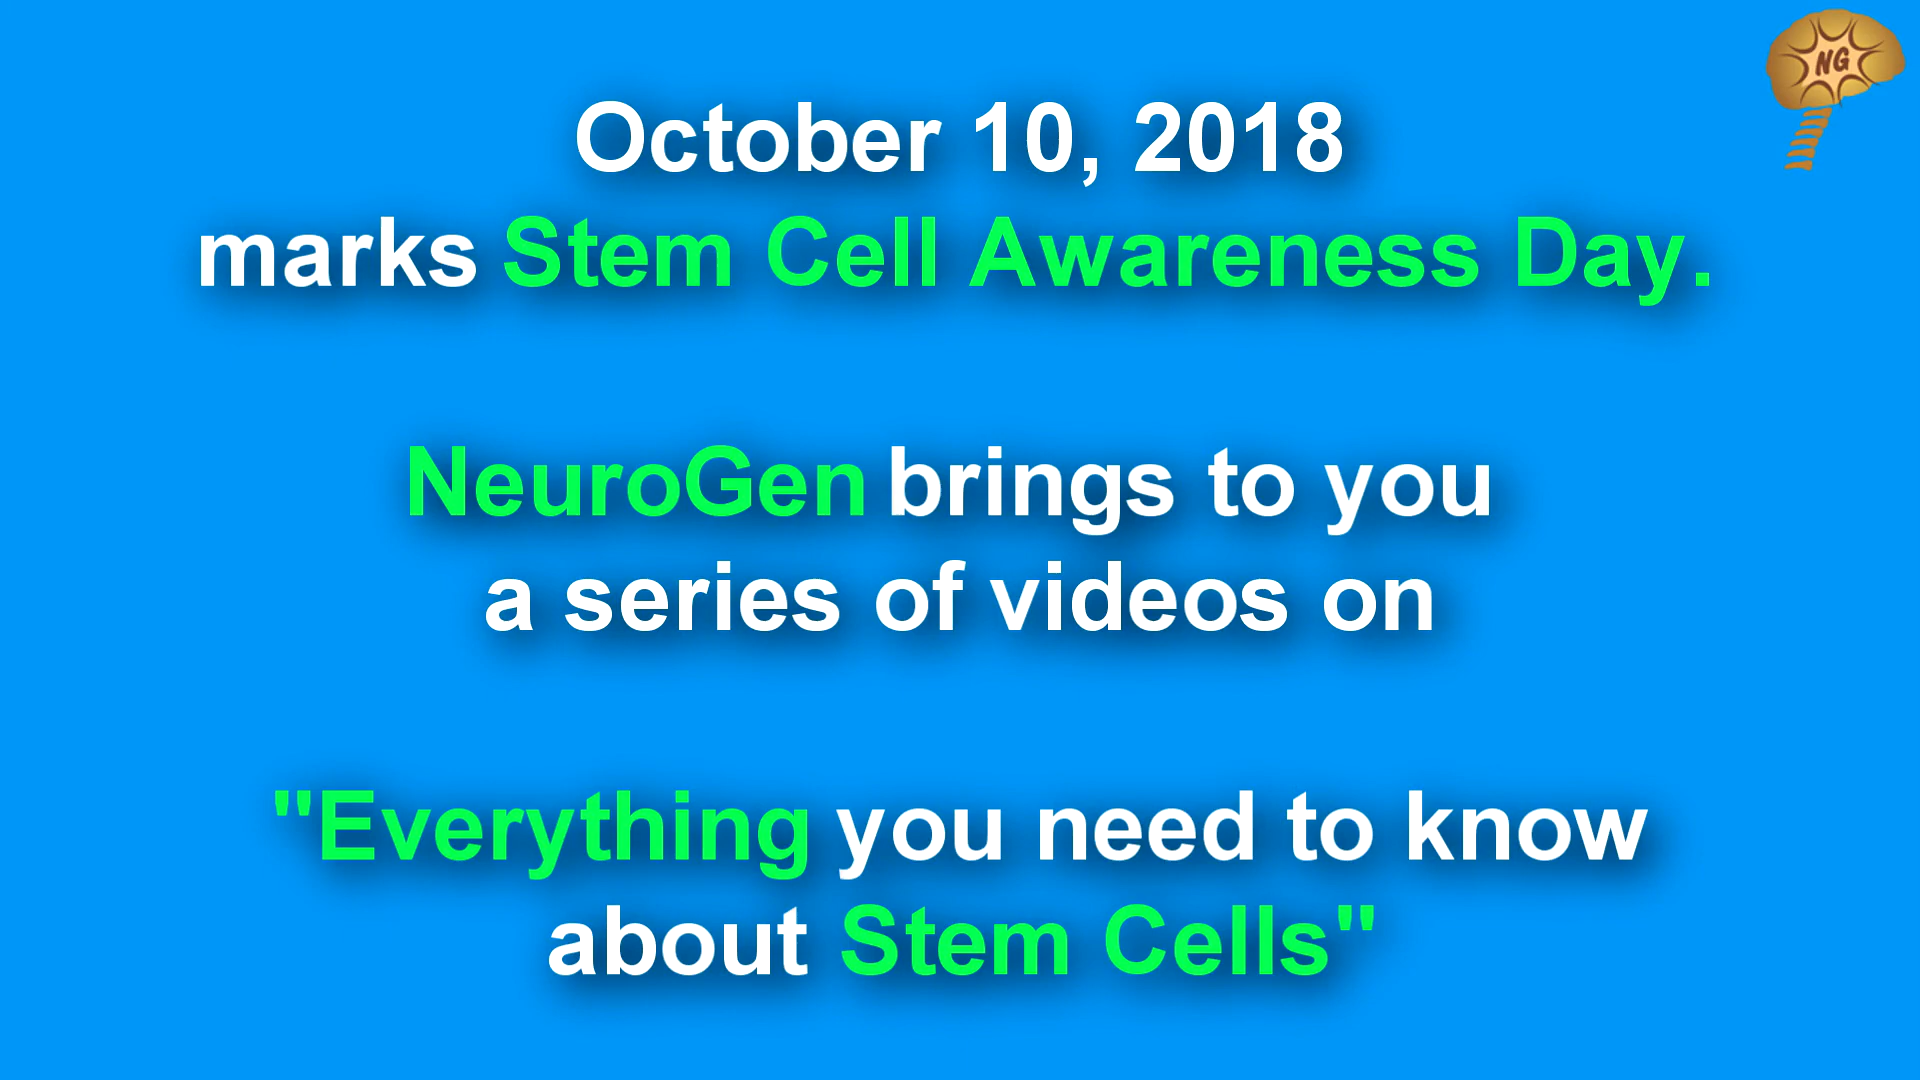 NG
October 10, 2018
marks Stem Cell Awareness Day.
NeuroGen brings to you
a series of videos on
"Everything you need to know
about Stem Cells"